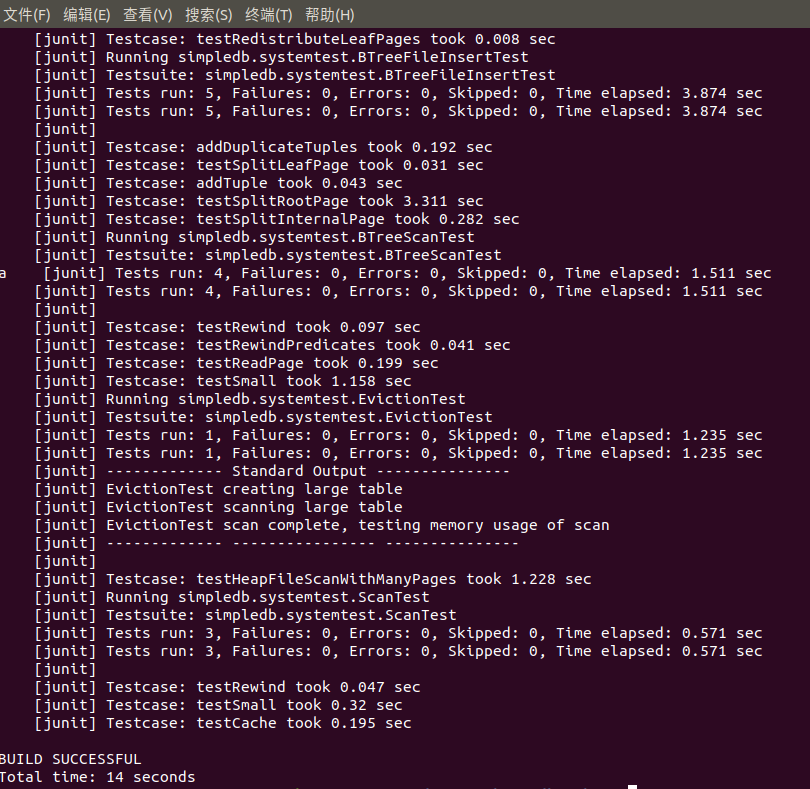 文件(F) 编辑(E) 查看(V) 搜索(S) 终端(T) 帮助(H)
[junit] Testcase: testRedistributeLeafPages took 0.008 sec
[junit] Running simpledb.systemtest.BTreeFileInsertTest
[junit] Testsuite: simpledb.systemtest.BTreeFileInsertTest
[junit] Tests run: 5, Failures: 0, Errors: 0, Skipped: 0, Time elapsed: 3.874 sec
[junit] Tests run: 5, Failures: 0, Errors: 0, Skipped: 0, Time elapsed: 3.874 sec
[junit]
[junit] Testcase: addDuplicateTuples took 0.192 sec
[junit] Testcase: testSplitLeafPage took 0.031 sec
[junit] Testcase: addTuple took 0.043 sec
[junit] Testcase: testSplitRootPage took 3.311 sec
[junit] Testcase: testSplitInternalPage took 0.282 sec
[junit] Running simpledb.systemtest.BTreeScanTest
[junit] Testsuite: simpledb.systemtest.BTreeScanTest
a    [junit] Tests run: 4, Failures: 0, Errors: 0, Skipped: 0, Time elapsed: 1.511 sec
[junit] Tests run: 4, Failures: 0, Errors: 0, Skipped: 0, Time elapsed: 1.511 sec
[junit]
[junit] Testcase: testRewind took 0.097 sec
[junit] Testcase: testRewindPredicates took 0.041 sec
[junit] Testcase: testReadPage took 0.199 sec
[junit] Testcase: testSmall took 1.158 sec
[junit] Running simpledb.systemtest.EvictionTest
[junit] Testsuite: simpledb.systemtest.EvictionTest
[junit] Tests run: 1, Failures: 0, Errors: 0, Skipped: 0, Time elapsed: 1.235 sec
[junit] Tests run: 1, Failures: 0, Errors: 0, Skipped: 0, Time elapsed: 1.235 sec
[junit] ------------- Standard Output ---------------
[junit] EvictionTest creating large table
[junit] EvictionTest scanning large table
[junit] EvictionTest scan complete, testing memory usage of scan
[junit] ------------- ---------------- ---------------
[junit]
[junit] Testcase: testHeapFileScanWithManyPages took 1.228 sec
[junit] Running simpledb.systemtest.ScanTest
[junit] Testsuite: simpledb.systemtest.ScanTest
[junit] Tests run: 3, Failures: 0, Errors: 0, Skipped: 0, Time elapsed: 0.571 sec
[junit] Tests run: 3, Failures: 0, Errors: 0, Skipped: 0, Time elapsed: 0.571 sec
[junit]
[junit] Testcase: testRewind took 0.047 sec
[junit] Testcase: testSmall took 0.32 sec
[junit] Testcase: testCache took 0.195 sec
BUILD SUCCESSFUL
Total time: 14 seconds